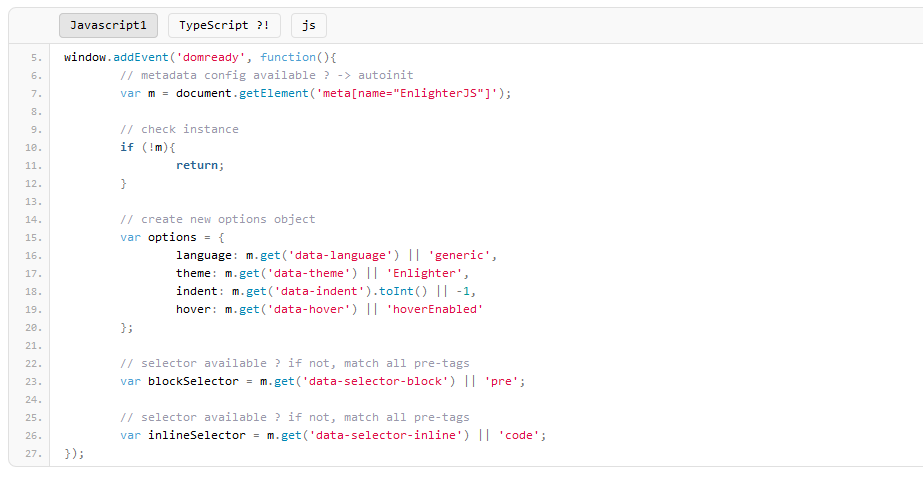 Javascript1 TypeScript ?! js
5. window.addEvent('domready', function(){
6. // metadata config available ? -> autoinit
7. var m = document.getElement('meta[name="EnlighterJS"]');
8.
9. // check instance
10. if (!m){
11. return;
12. }
13.
14. // create new options object
15. var options = {
16. language: m.get('data-language') || 'generic',
17. theme: m.get('data-theme') || 'Enlighter',
18. indent: m.get('data-indent').toInt() || -1,
19. hover: m.get('data-hover') || 'hoverEnabled'
20. };
21.
22. // selector available ? if not, match all pre-tags
23. var blockSelector = m.get('data-selector-block') || 'pre';
24.
25. // selector available ? if not, match all pre-tags
26. var inlineSelector = m.get('data-selector-inline') || 'code';
27. });